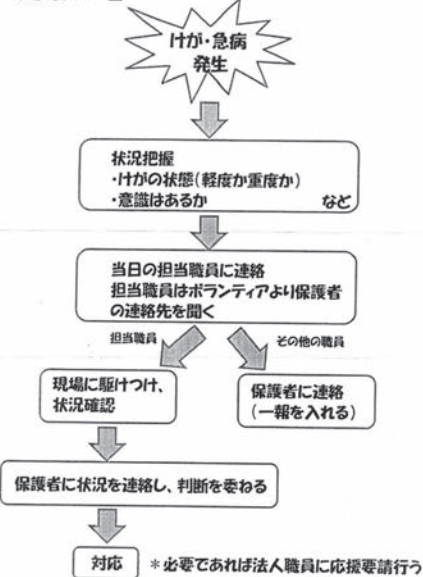 けが・急病
発生
状況把握
・けがの状態(軽度か重度か)
・意識はあるか など
当日の担当職員に連絡
担当職員はボランティアより保護者
の連絡先を聞く
担当職員 その他の職員
現場に駆けつけ、
状況確認
保護者に連絡
(一報を入れる)
保護者に状況を連絡し、判断を委ねる
対応 *必要であれば法人職員に応援要請行う